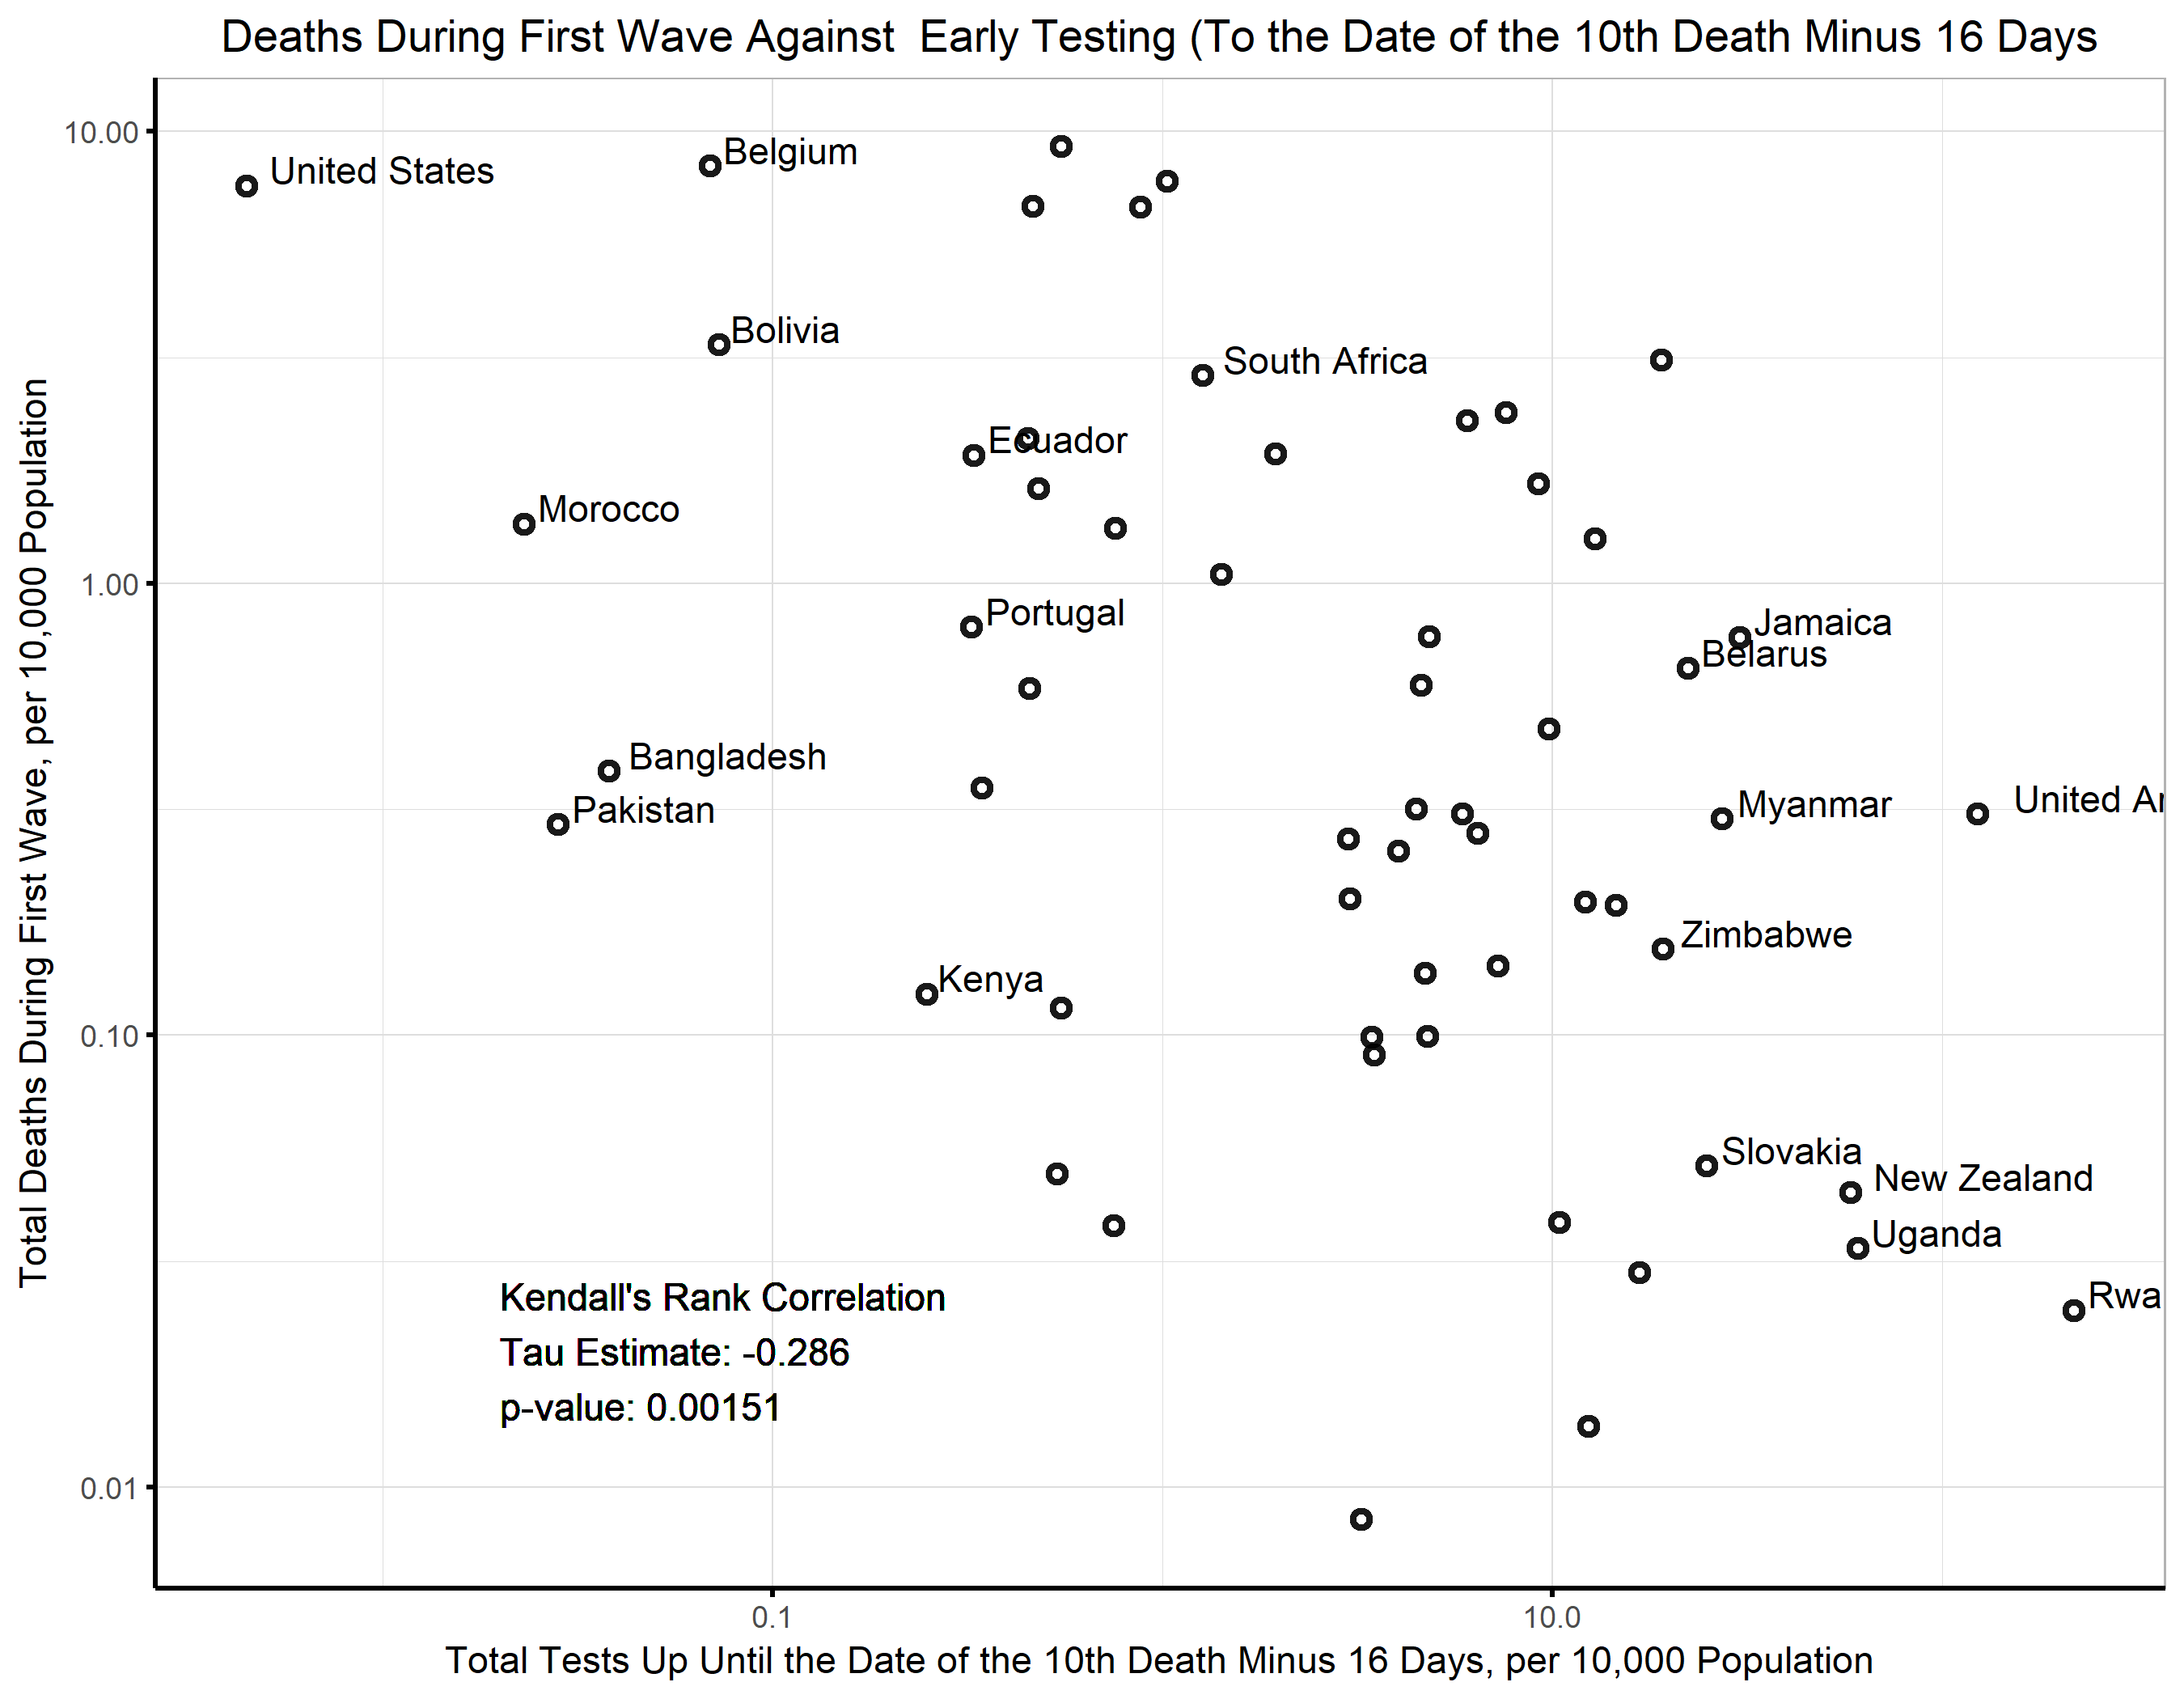 Deaths During First Wave Against  Early Testing (To the Date of the 10th Death Minus 16 Days
Total Deaths During First Wave, per 10,000 Population
10.00
1.00
0.10
0.01
United States
Belgium
Bolivia
South Africa
Ecuador
Morocco
Portugal
Jamaica
Belarus
Bangladesh
Pakistan
Myanmar
United Ar
Zimbabwe
Kenya
Slovakia
New Zealand
Uganda
Rwa
Kendall's Rank Correlation
Tau Estimate: -0.286
p-value: 0.00151
0.1
10.0
Total Tests Up Until the Date of the 10th Death Minus 16 Days, per 10,000 Population